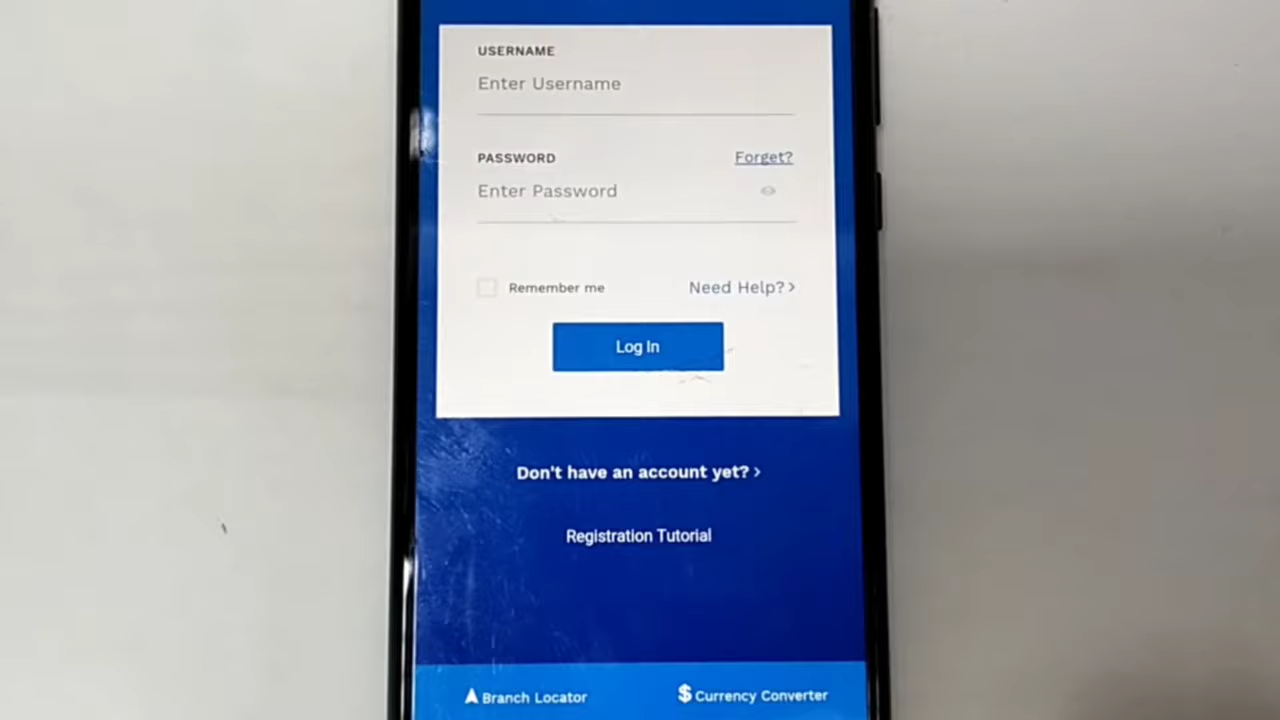 USERNAME
Enter Username
PASSWORD Forget?
Enter Password
Remember me Need Help? >
Log In
Don't have an account yet? >
Registration Tutorial
Branch Locator $ Currency Converter